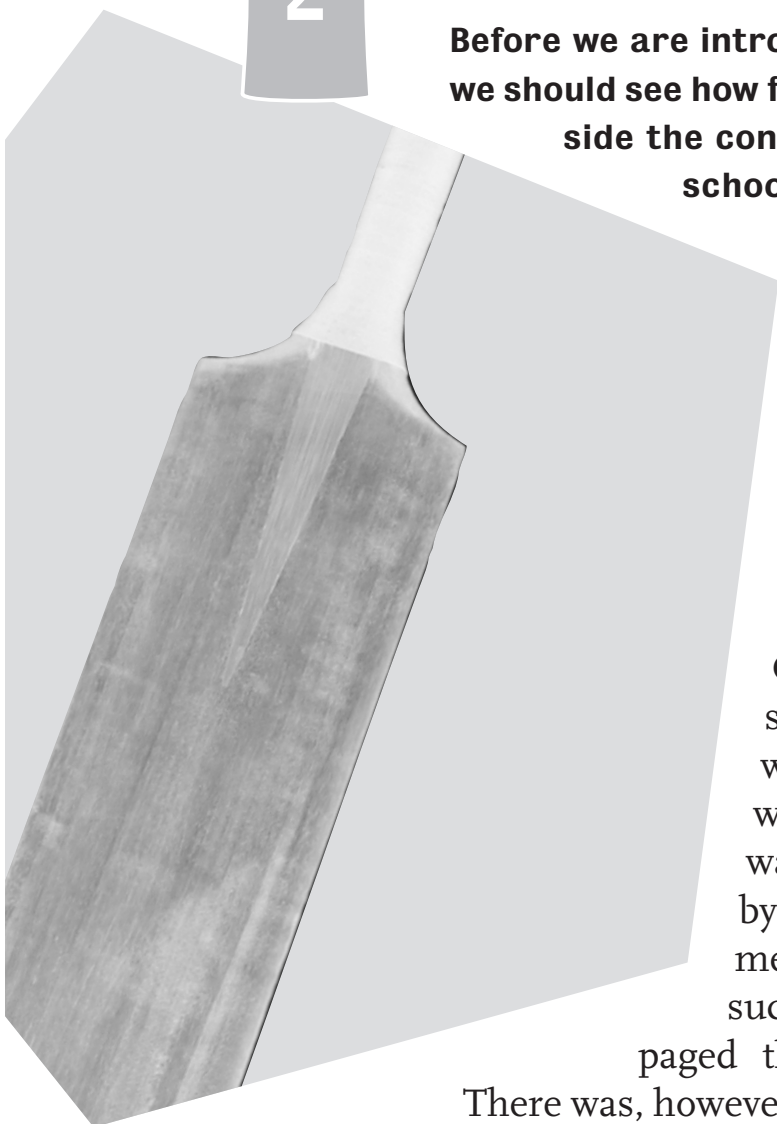 2
Before we are intro
we should see how f
side the con
schoo
s
w
w
wa
by
me
suc
paged
There was, howeve